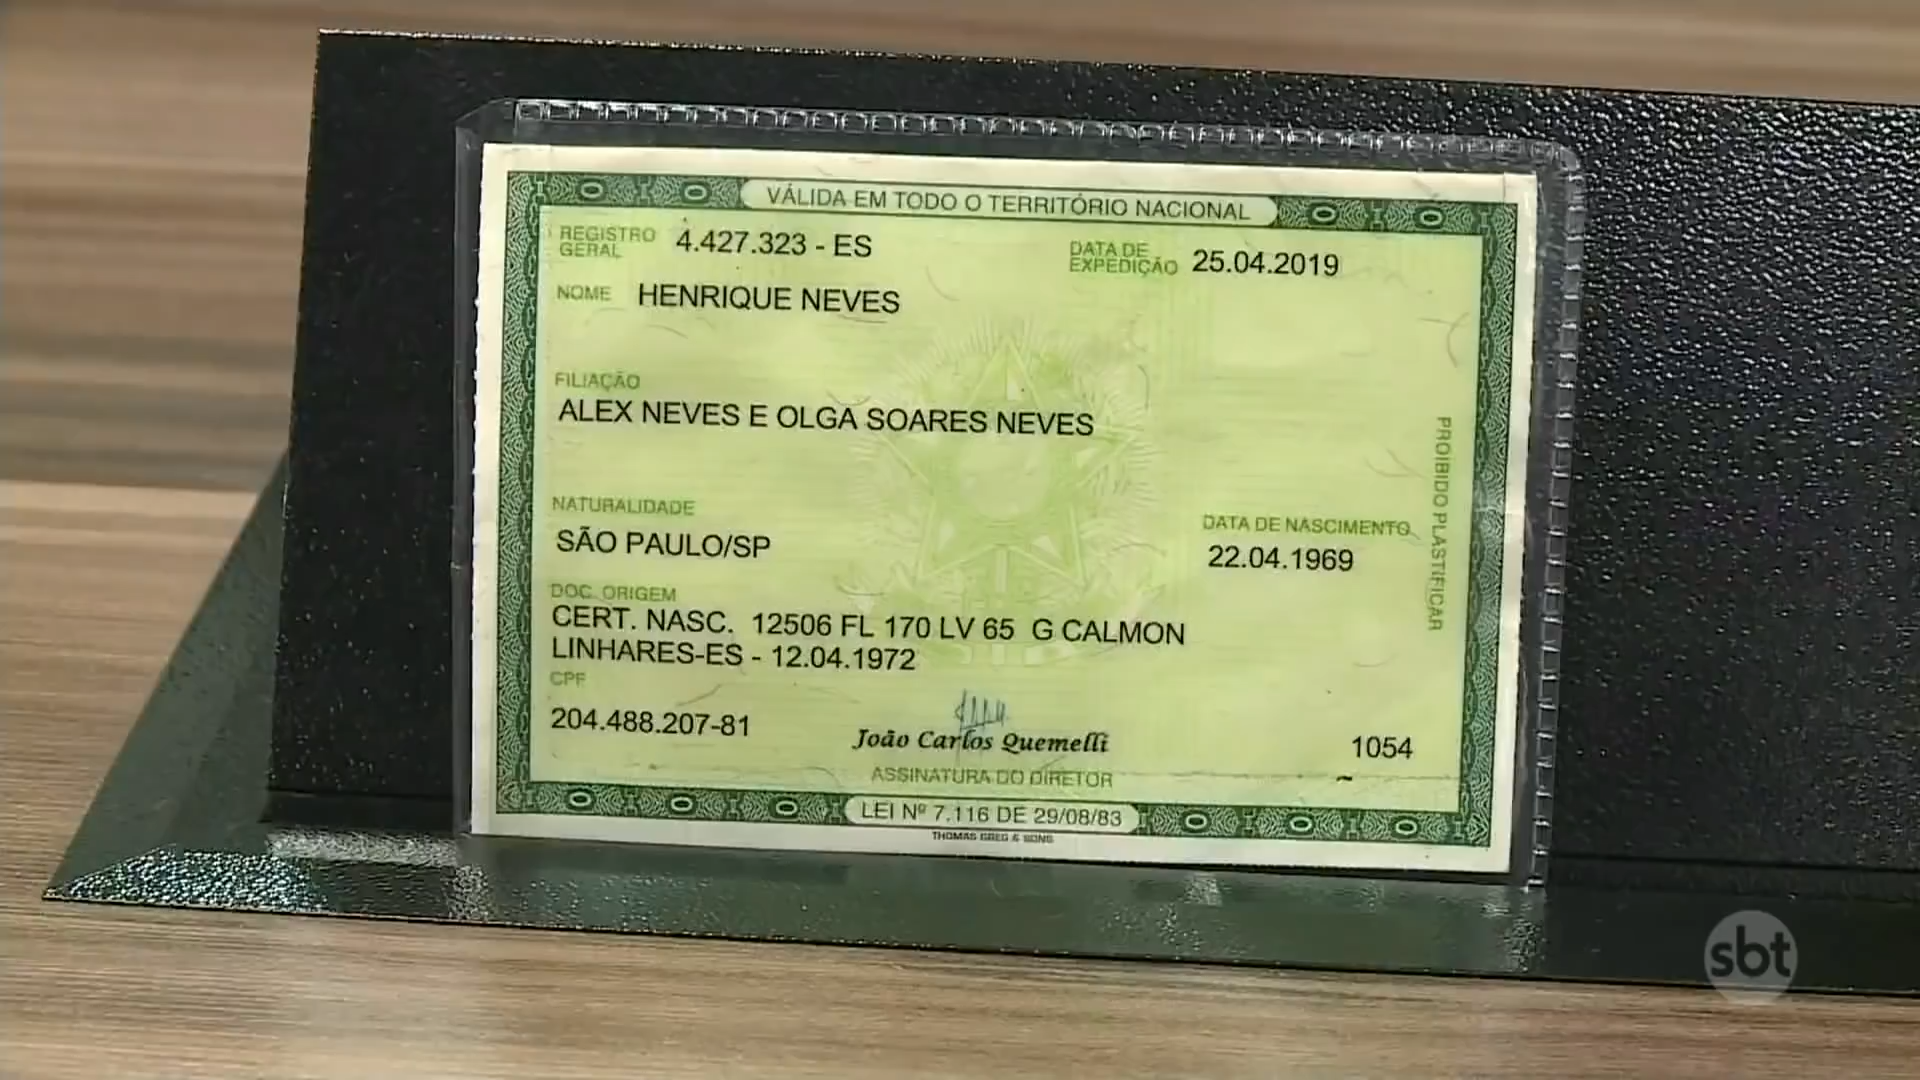 VÁLIDA EM TODO O TERRITÓRIO NACIONAL
REGISTRO GERAL 4.427.323 - ES DATA DE EXPEDIÇÃO 25.04.2019
NOME HENRIQUE NEVES
FILIAÇÃO
ALEX NEVES E OLGA SOARES NEVES
NATURALIDADE
SÃO PAULO/SP
DATA DE NASCIMENTO
22.04.1969
DOC. ORIGEM
CERT. NASC. 12506 FL 170 LV 65 G CALMON
LINHARES-ES - 12.04.1972
CPF
204.488.207-81
João Carlos Quemelli
1054
ASSINATURA DO DIRETOR
LEI Nº 7.116 DE 29/08/83
THOMAS GREG & SONS
PROIBIDO PLASTIFICAR
sbt